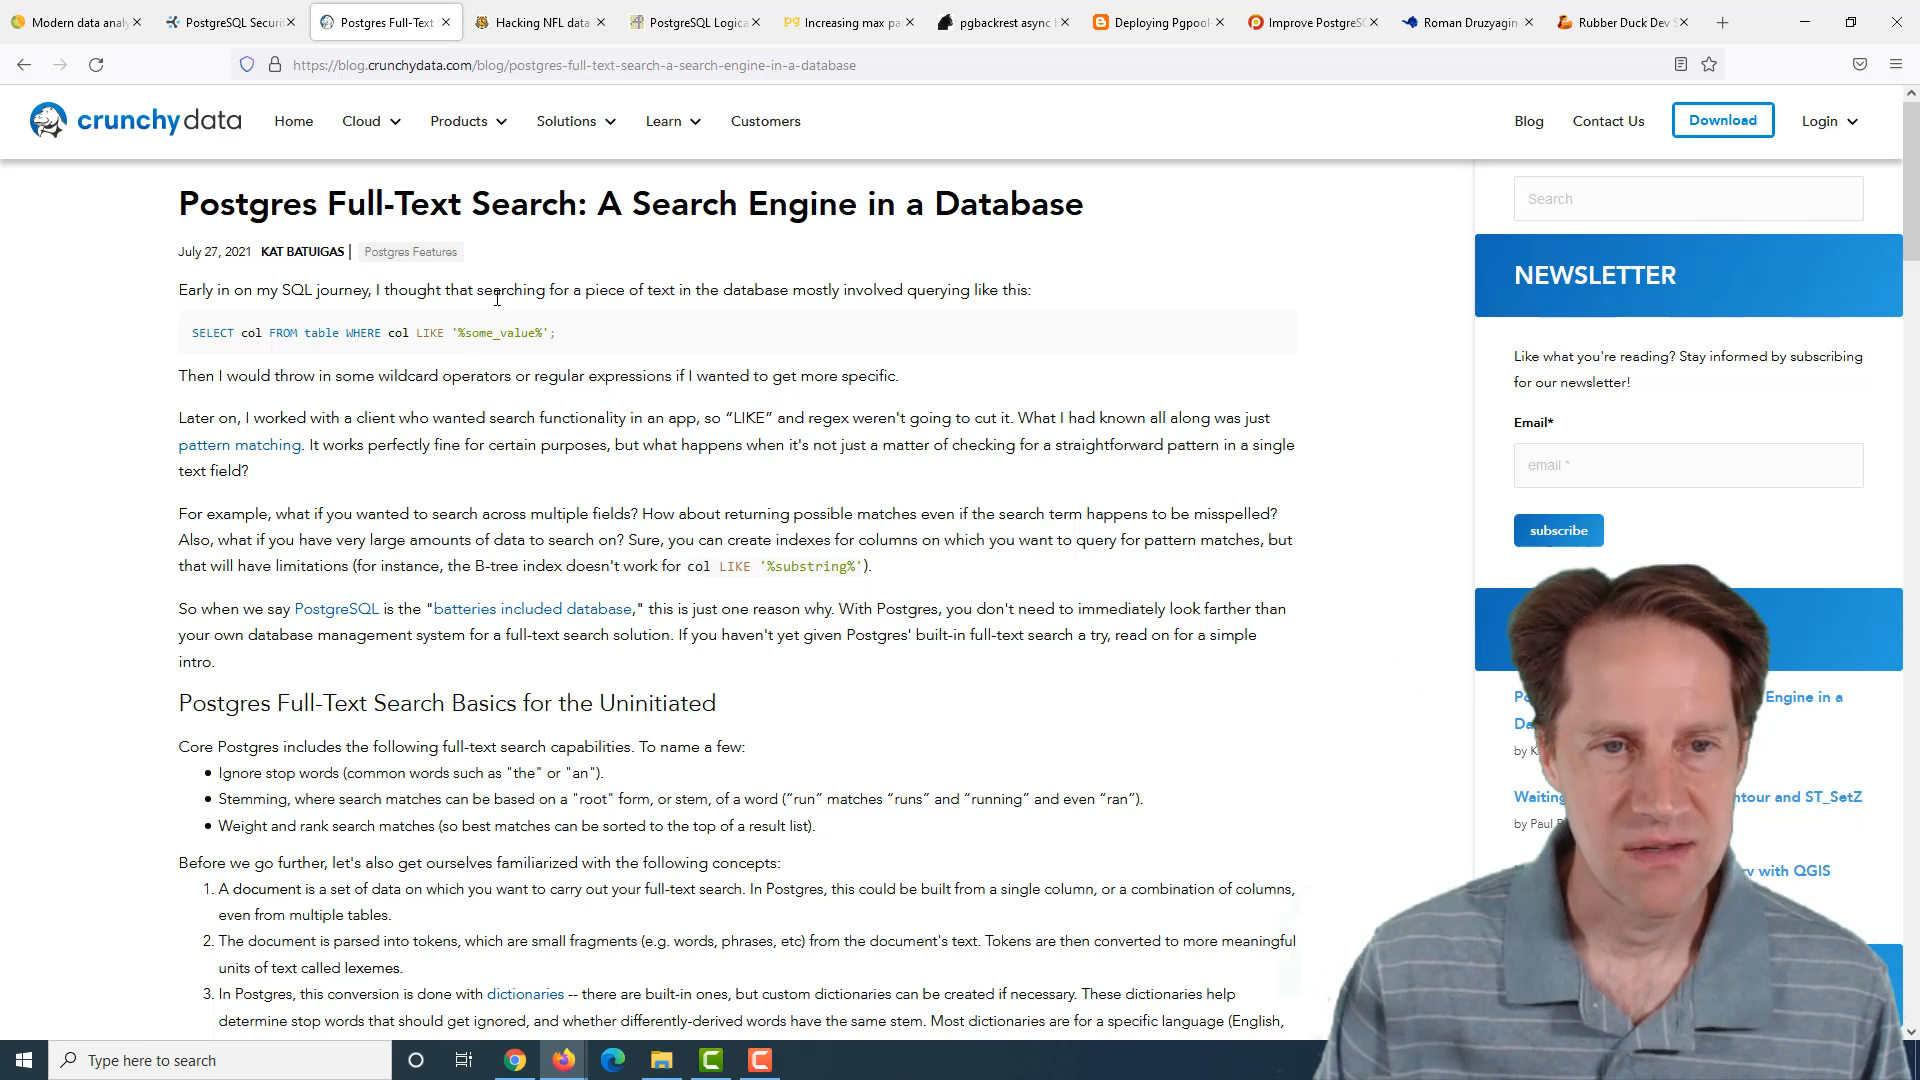 Modern data analy
PostgreSQL Securi
Postgres Full-Text
Hacking NFL data
PostgreSQL Logica
Increasing max pa
pgbackrest async
Deploying Pgpool-
Improve PostgreSQ
Roman Druzyagin
Rubber Duck Dev S
https://blog.crunchydata.com/blog/postgres-full-text-search-a-search-engine-in-a-database
crunchy data
Home
Cloud
Products
Solutions
Learn
Customers
Blog
Contact Us
Download
Login
Postgres Full-Text Search: A Search Engine in a Database
July 27, 2021 KAT BATUIGAS | Postgres Features
Early in on my SQL journey, I thought that searching for a piece of text in the database mostly involved querying like this:
SELECT col FROM table WHERE col LIKE '%some_value%';
Then I would throw in some wildcard operators or regular expressions if I wanted to get more specific.
Later on, I worked with a client who wanted search functionality in an app, so “LIKE” and regex weren't going to cut it. What I had known all along was just
pattern matching. It works perfectly fine for certain purposes, but what happens when it's not just a matter of checking for a straightforward pattern in a single
text field?
For example, what if you wanted to search across multiple fields? How about returning possible matches even if the search term happens to be misspelled?
Also, what if you have very large amounts of data to search on? Sure, you can create indexes for columns on which you want to query for pattern matches, but
that will have limitations (for instance, the B-tree index doesn't work for col LIKE '%substring%').
So when we say PostgreSQL is the "batteries included database," this is just one reason why. With Postgres, you don't need to immediately look farther than
your own database management system for a full-text search solution. If you haven't yet given Postgres' built-in full-text search a try, read on for a simple
intro.
Postgres Full-Text Search Basics for the Uninitiated
Core Postgres includes the following full-text search capabilities. To name a few:
• Ignore stop words (common words such as "the" or "an").
• Stemming, where search matches can be based on a "root" form, or stem, of a word (“run” matches “runs” and “running” and even “ran”).
• Weight and rank search matches (so best matches can be sorted to the top of a result list).
Before we go further, let's also get ourselves familiarized with the following concepts:
1. A document is a set of data on which you want to carry out your full-text search. In Postgres, this could be built from a single column, or a combination of columns,
even from multiple tables.
2. The document is parsed into tokens, which are small fragments (e.g. words, phrases, etc) from the document's text. Tokens are then converted to more meaningful
units of text called lexemes.
3. In Postgres, this conversion is done with dictionaries -- there are built-in ones, but custom dictionaries can be created if necessary. These dictionaries help
determine stop words that should get ignored, and whether differently-derived words have the same stem. Most dictionaries are for a specific language (English,
Search
NEWSLETTER
Like what you're reading? Stay informed by subscribing
for our newsletter!
Email*
email *
subscribe
Engine in a
by K
Waiting ntour and ST_SetZ
by Paul
with QGIS
Type here to search